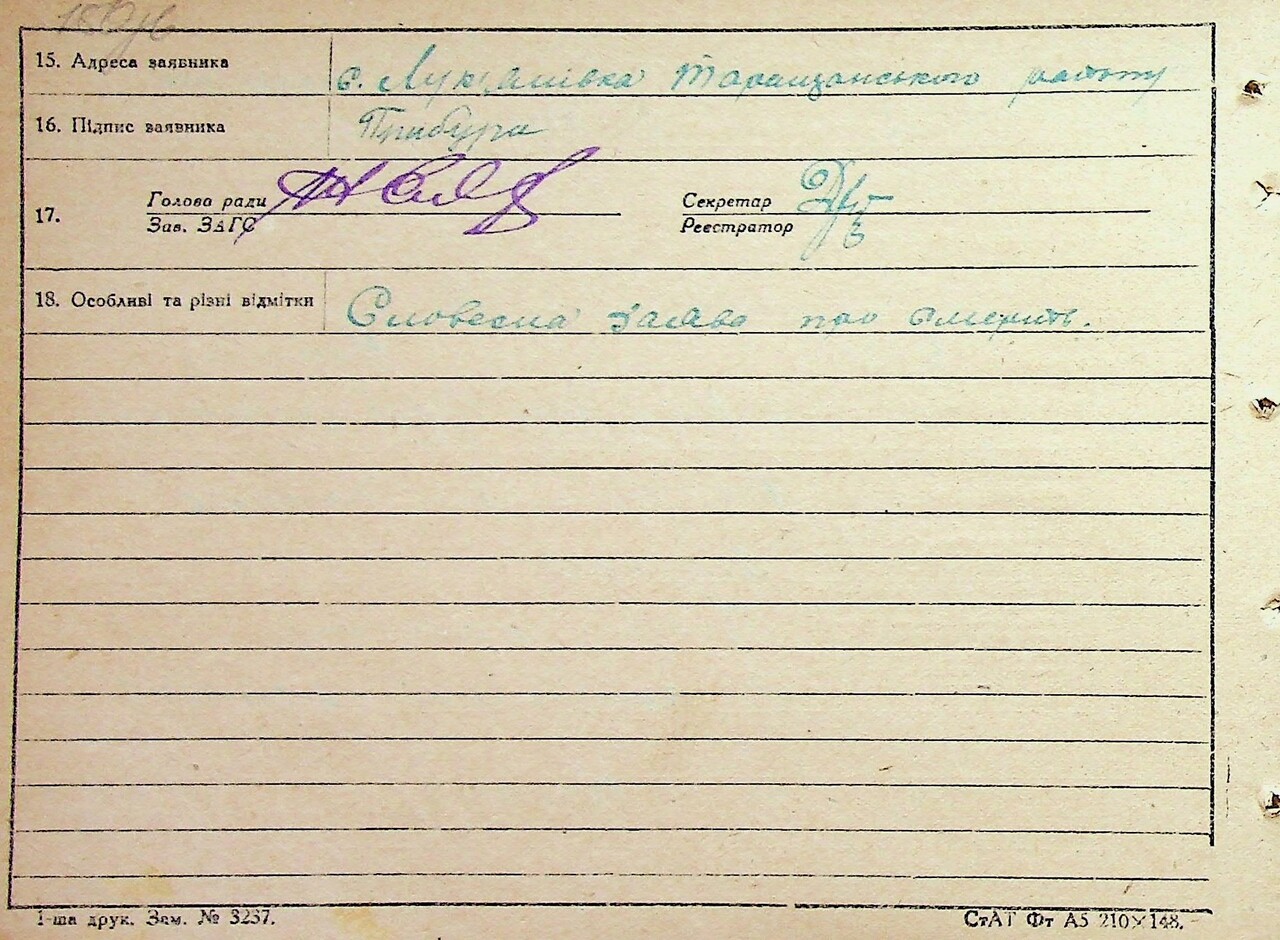 15. Адреса заявника с. Лукашівка Таращанського району
16. Підпис заявника Прибура
17. Голова ради
Зав. ЗАГС
Секретар
Реєстратор
18. Особливі та різні відмітки Словесна заява про смерть.
1-ша друк. Зам. № 3237.
СтАТ Фт А5 210×148.